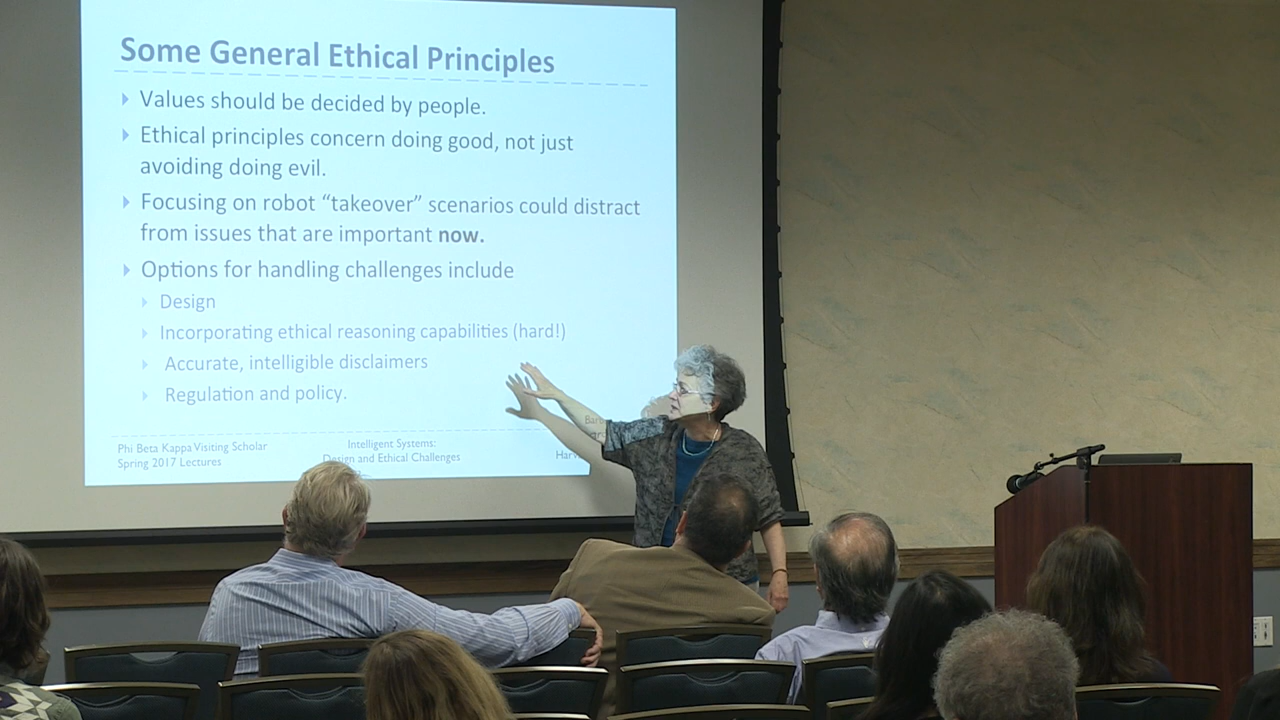 Some General Ethical Principles
Values should be decided by people.
Ethical principles concern doing good, not just
avoiding doing evil.
Focusing on robot “takeover” scenarios could distract
from issues that are important now.
Options for handling challenges include
Design
Incorporating ethical reasoning capabilities (hard!)
Accurate, intelligible disclaimers
Regulation and policy.
Phi Beta Kappa Visiting Scholar
Spring 2017 Lectures
Intelligent Systems:
Design and Ethical Challenges